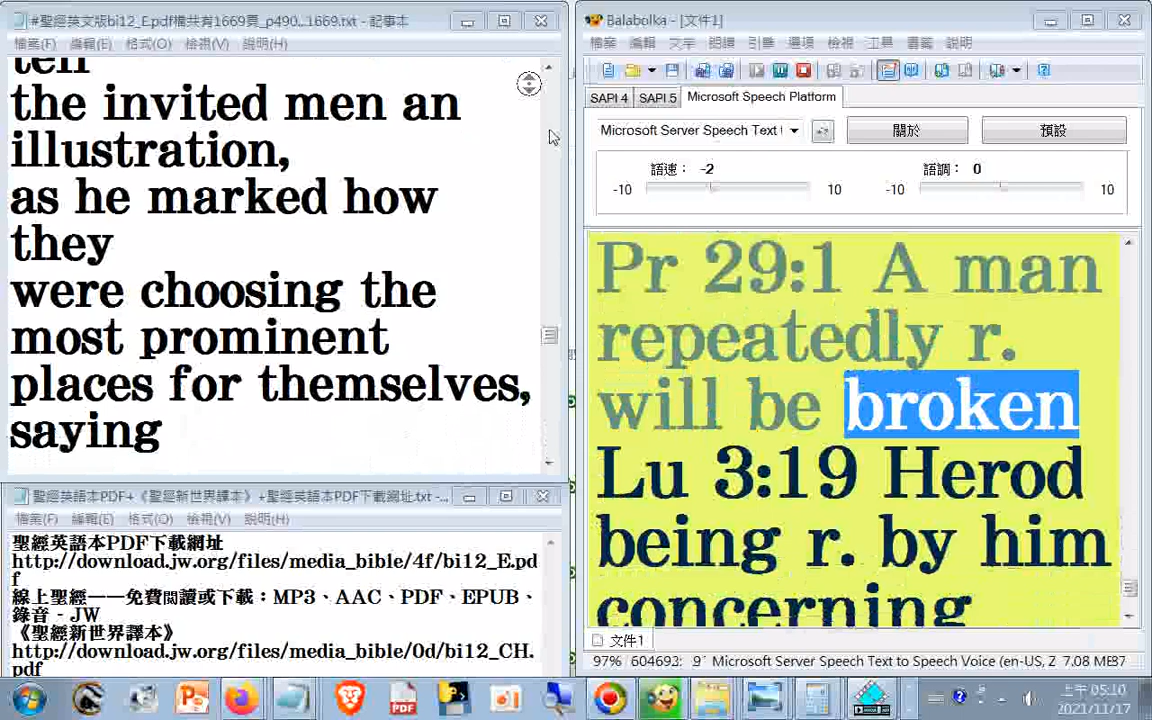 #聖經英文版bi12_E.pdf檔共有1669頁_p490...1669.txt - 記事本
檔案(F) 編輯(E) 格式(O) 檢視(V) 說明(H)
tell
the invited men an
illustration,
as he marked how
they
were choosing the
most prominent
places for themselves,
saying
聖經英語本PDF+《聖經新世界譯本》+聖經英語本PDF下載網址.txt - ...
檔案(F) 編輯(E) 格式(O) 檢視(V) 說明(H)
聖經英語本PDF下載網址
http://download.jw.org/files/media_bible/4f/bi12_E.pd
f
線上聖經──免費閱讀或下載：MP3、AAC、PDF、EPUB、
錄音 - JW
《聖經新世界譯本》
http://download.jw.org/files/media_bible/0d/bi12_CH.
pdf
Balabolka - [文件1]
檔案 編輯 文字 朗讀 引擎 選項 檢視 工具 書籤 說明
SAPI 4 SAPI 5 Microsoft Speech Platform
Microsoft Server Speech Text 關於 預設
語速： -2 語調： 0
-10 10 -10 10
Pr 29:1 A man
repeatedly r.
will be broken
Lu 3:19 Herod
being r. by him
concerning
文件1
97% 604693: Microsoft Server Speech Text to Speech Voice (en-US, Z 7.08 MB
PDF
上午 05:10
2021/11/17